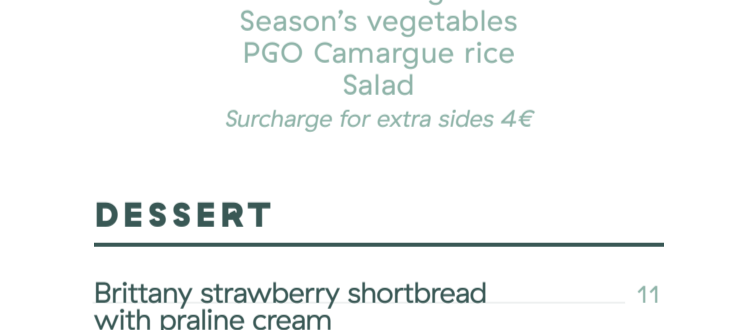 Season's vegetables
PGO Camargue rice
Salad
Surcharge for extra sides 4€
DESSERT
Brittany strawberry shortbread 11
with praline cream